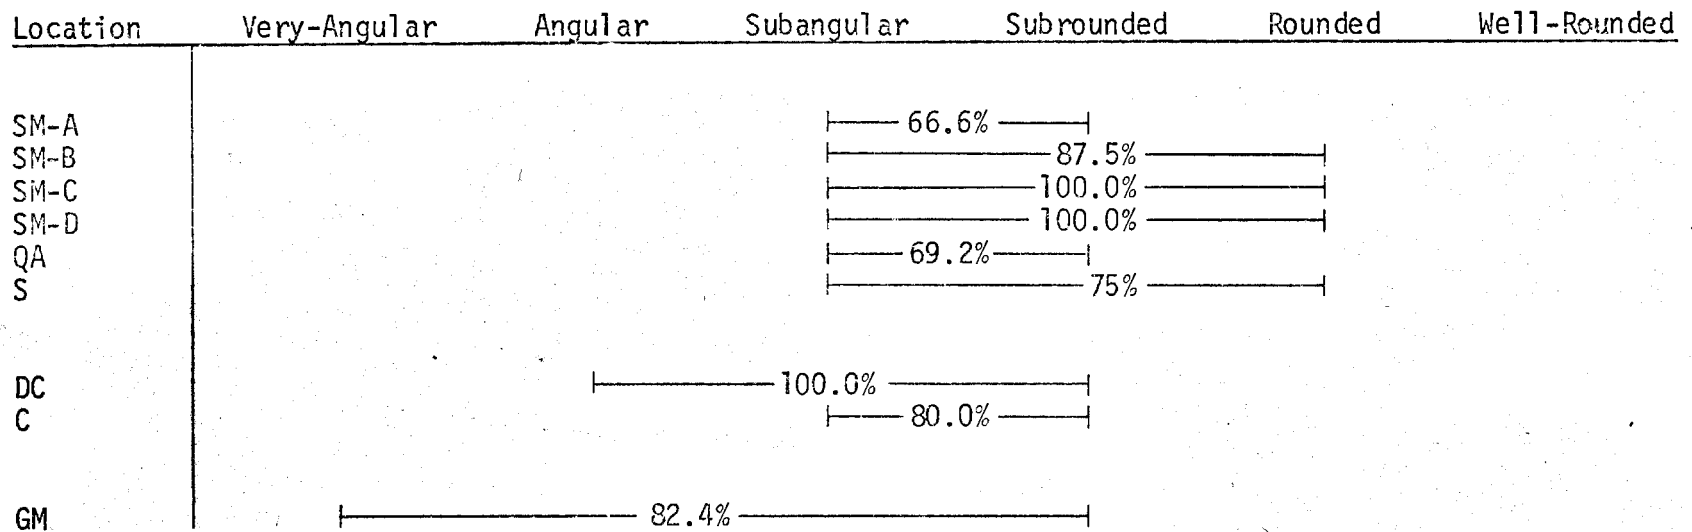 Location Very-Angular Angular Subangular Subrounded Rounded Well-Rounded
SM-A 66.6%
SM-B 87.5%
SM-C 100.0%
SM-D 100.0%
QA 69.2%
S 75%
DC 100.0%
C 80.0%
GM 82.4%